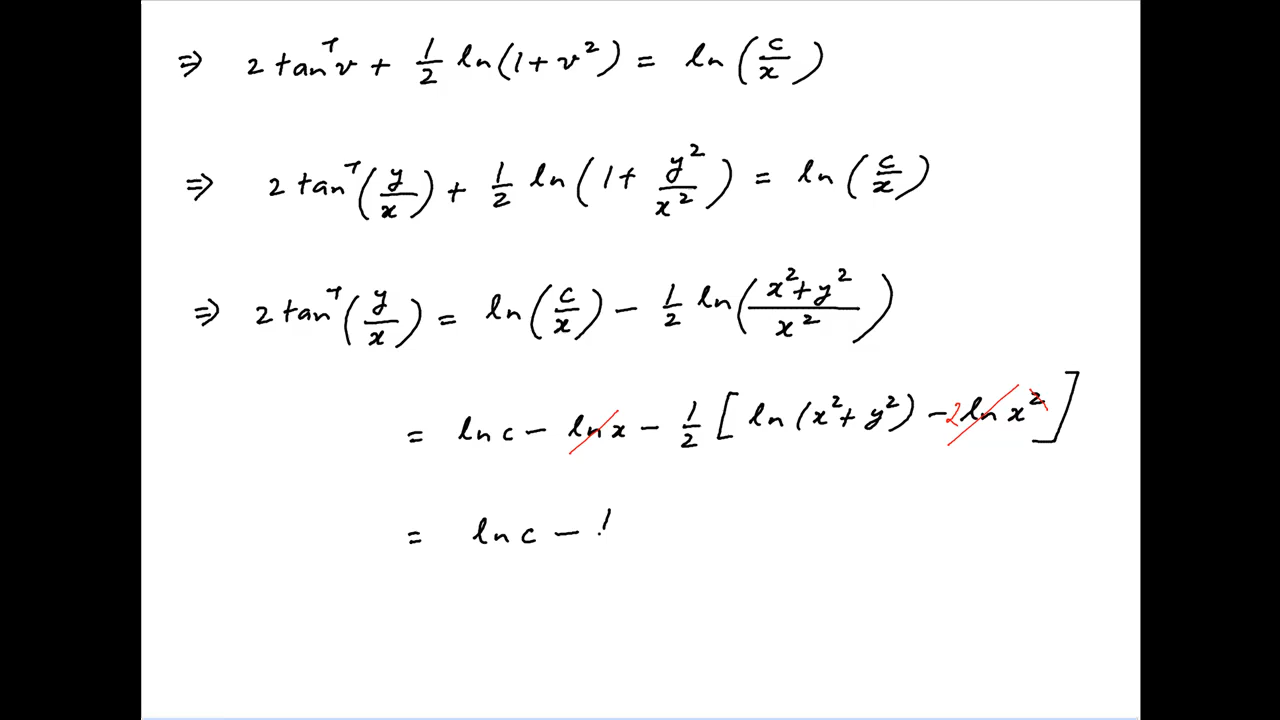 ⇒ 2 tan⁻¹v + 1/2 ln(1 + v²) = ln(c/x)
⇒ 2 tan⁻¹(y/x) + 1/2 ln(1 + y²/x²) = ln(c/x)
⇒ 2 tan⁻¹(y/x) = ln(c/x) − 1/2 ln((x² + y²)/x²)
= ln c − ln x − 1/2 [ln(x² + y²) − 2 ln x²]
= ln c − 1